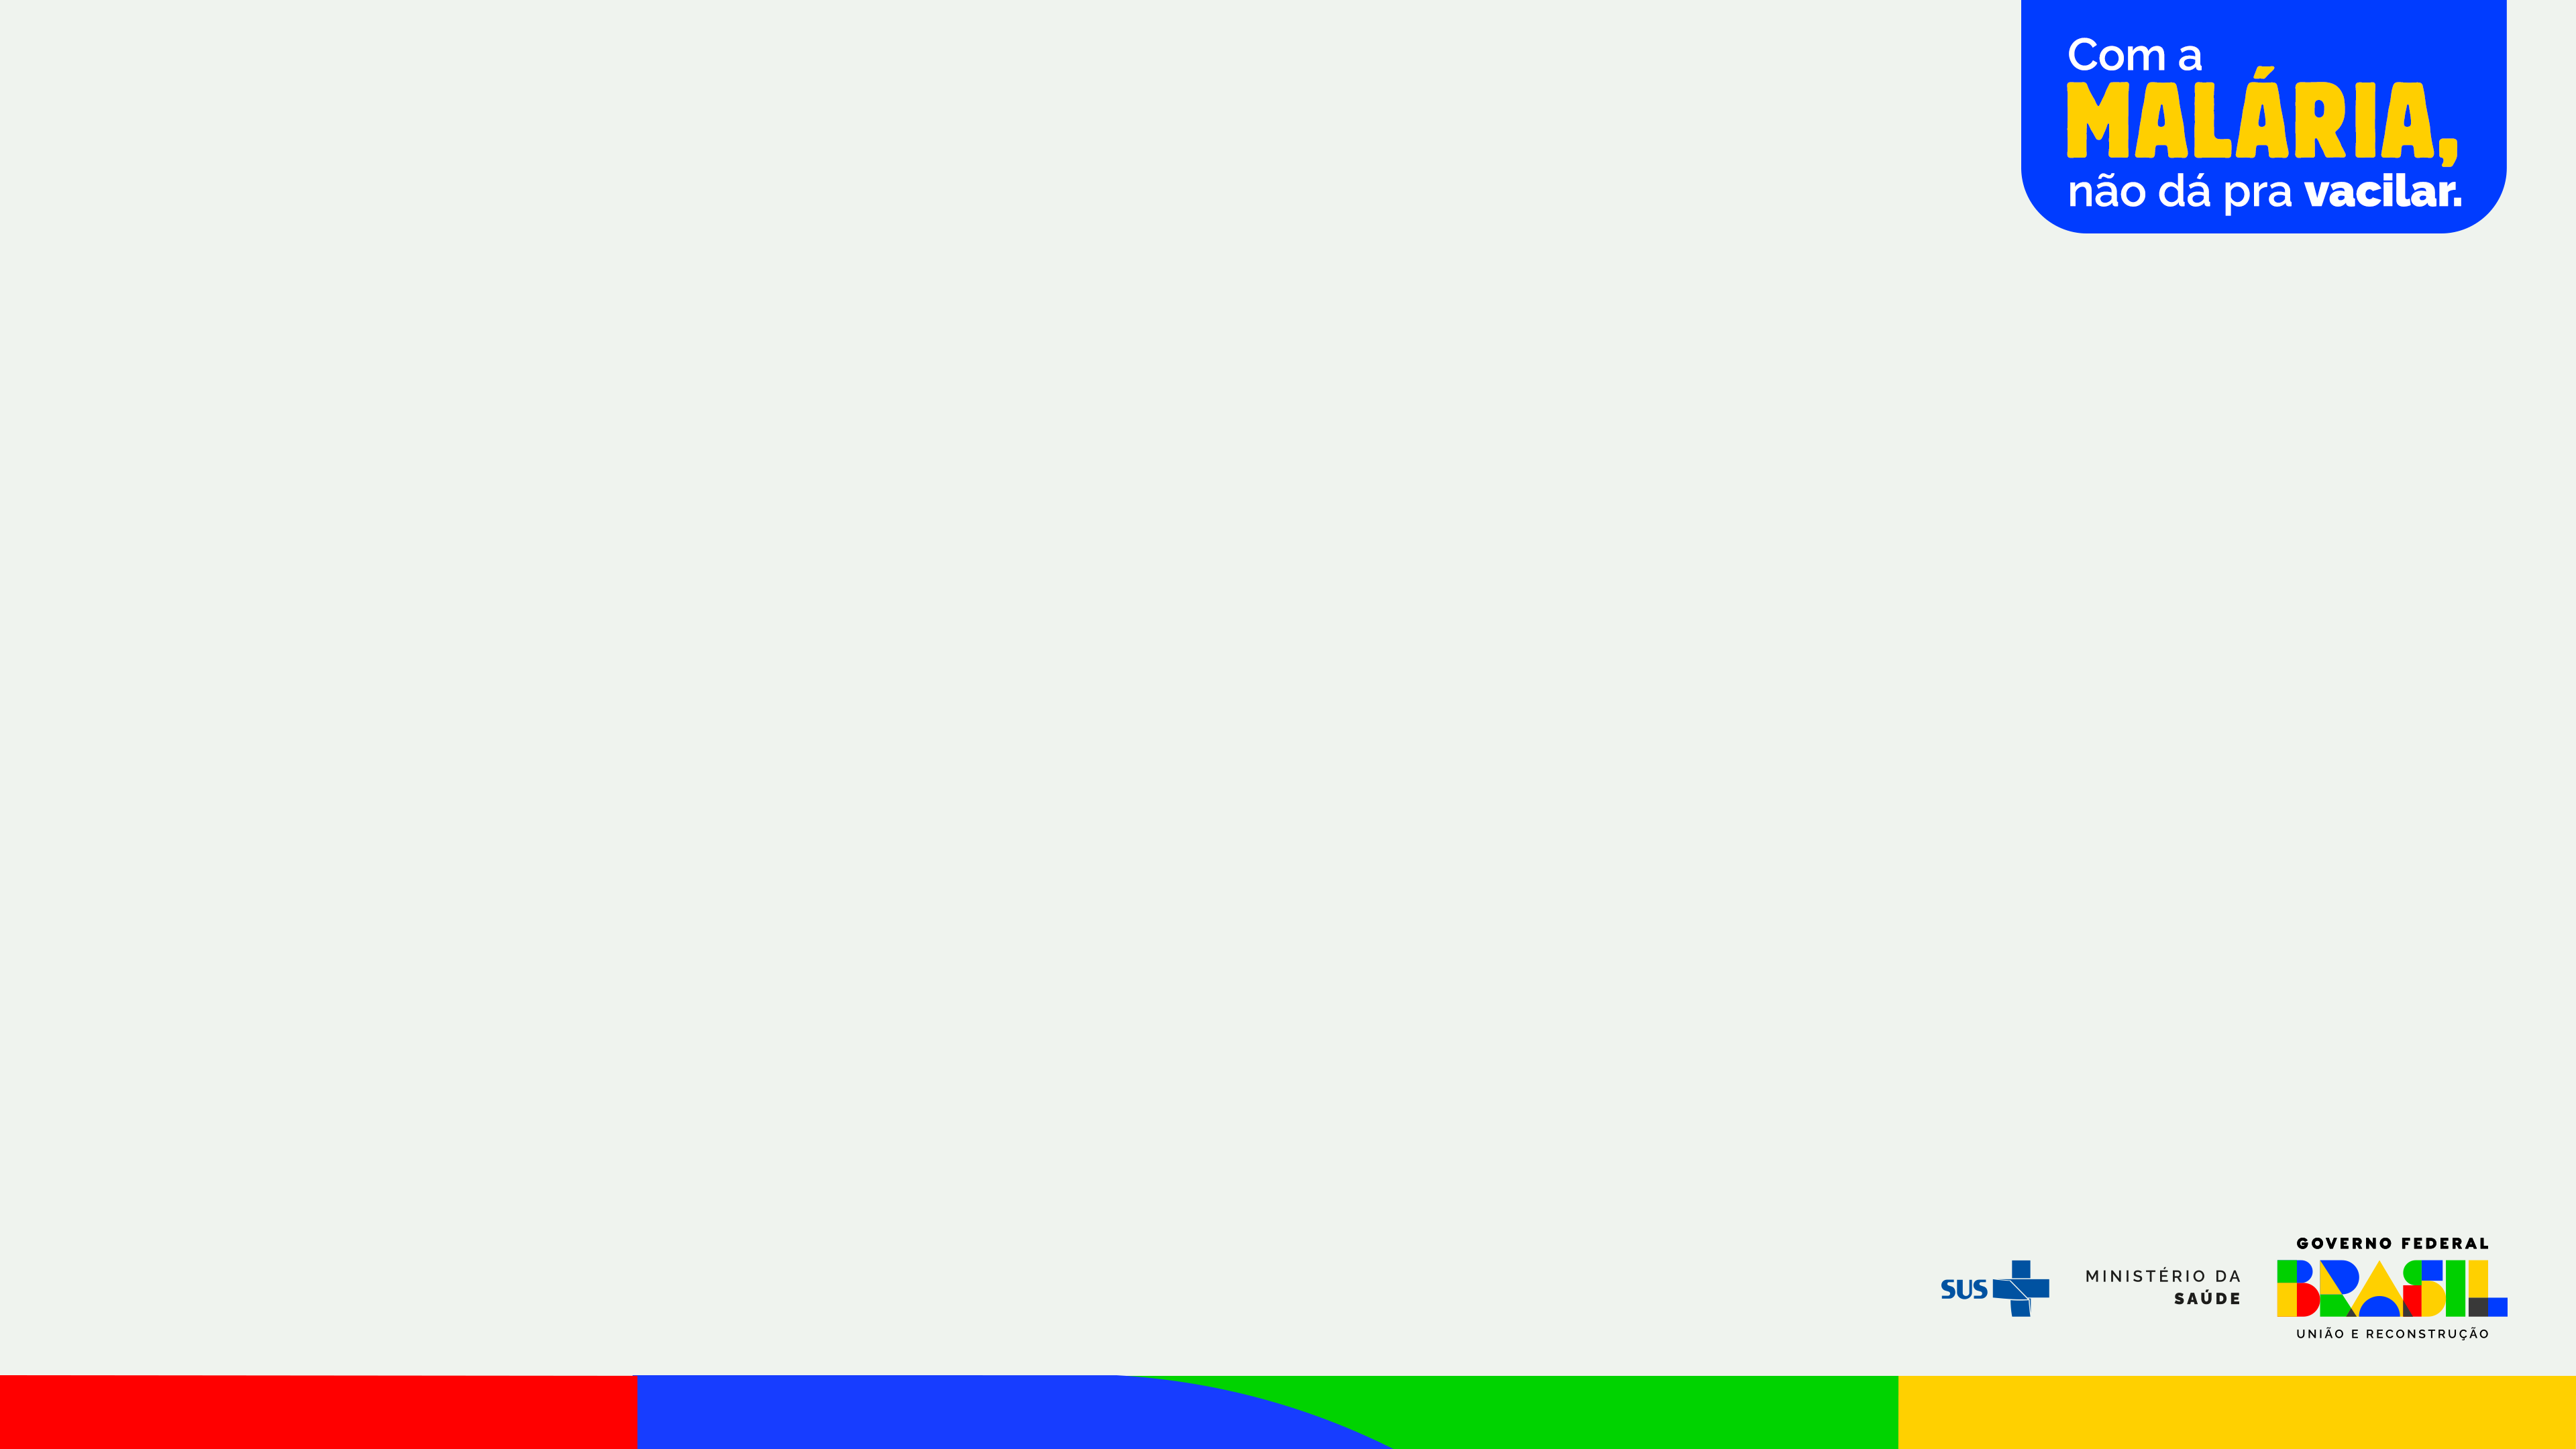 Com a
MALÁRIA,
não dá pra vacilar.
GOVERNO FEDERAL
SUS
MINISTÉRIO DA
SAÚDE
BRASIL
UNIÃO E RECONSTRUÇÃO